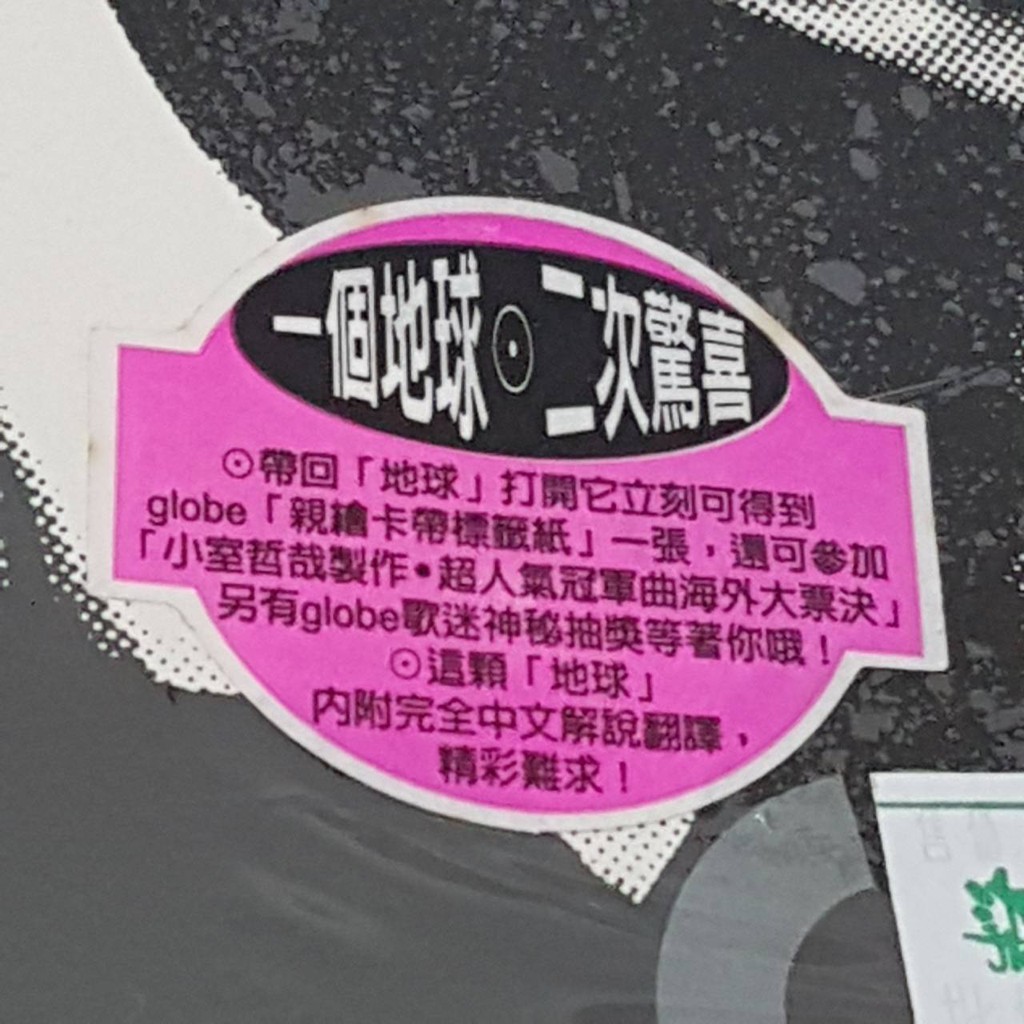 一個地球⊙二次驚喜
⊙帶回「地球」打開它立刻可得到
globe「親繪卡帶標籤紙」一張，還可參加
「小室哲哉製作•超人氣冠軍曲海外大票決」
另有globe歌迷神秘抽獎等著你哦！
⊙這顆「地球」
內附完全中文解說翻譯，
精彩難求！